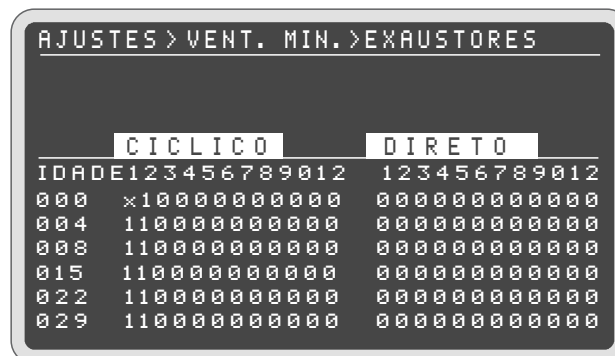 AJUSTES > VENT. MIN.>EXAUSTORES
CICLICO DIRETO
IDADE123456789012 123456789012
000 x10000000000 000000000000
004 110000000000 000000000000
008 110000000000 000000000000
015 110000000000 000000000000
022 110000000000 000000000000
029 110000000000 000000000000